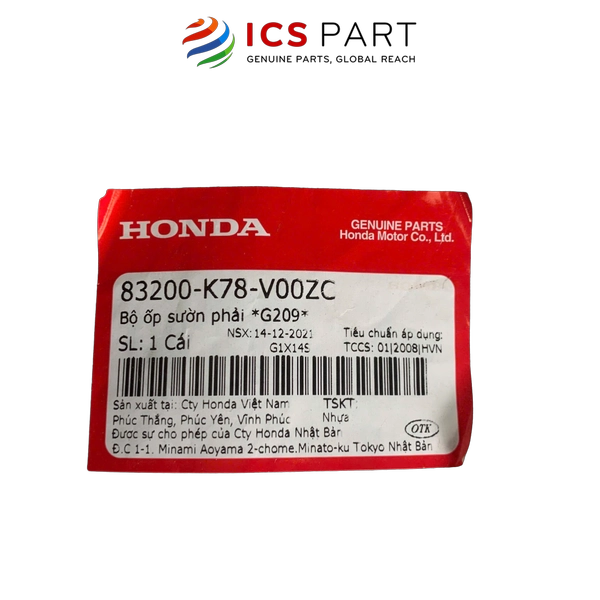 ICS PART
GENUINE PARTS, GLOBAL REACH
HONDA
GENUINE PARTS
Honda Motor Co., Ltd.
83200-K78-V00ZC
Bộ ốp sườn phải *G209*
NSX: 14-12-2021
Tiêu chuẩn áp dụng:
SL: 1 Cái
G1X14S
TCCS: 01|2008|HVN
Sản xuất tại: Cty Honda Việt Nam
TSKT:
Phúc Thắng, Phúc Yên, Vĩnh Phúc
Nhựa
Được sự cho phép của Cty Honda Nhật Bản
OTK
Đ.C 1-1. Minami Aoyama 2-chome.Minato-ku Tokyo Nhật Bản